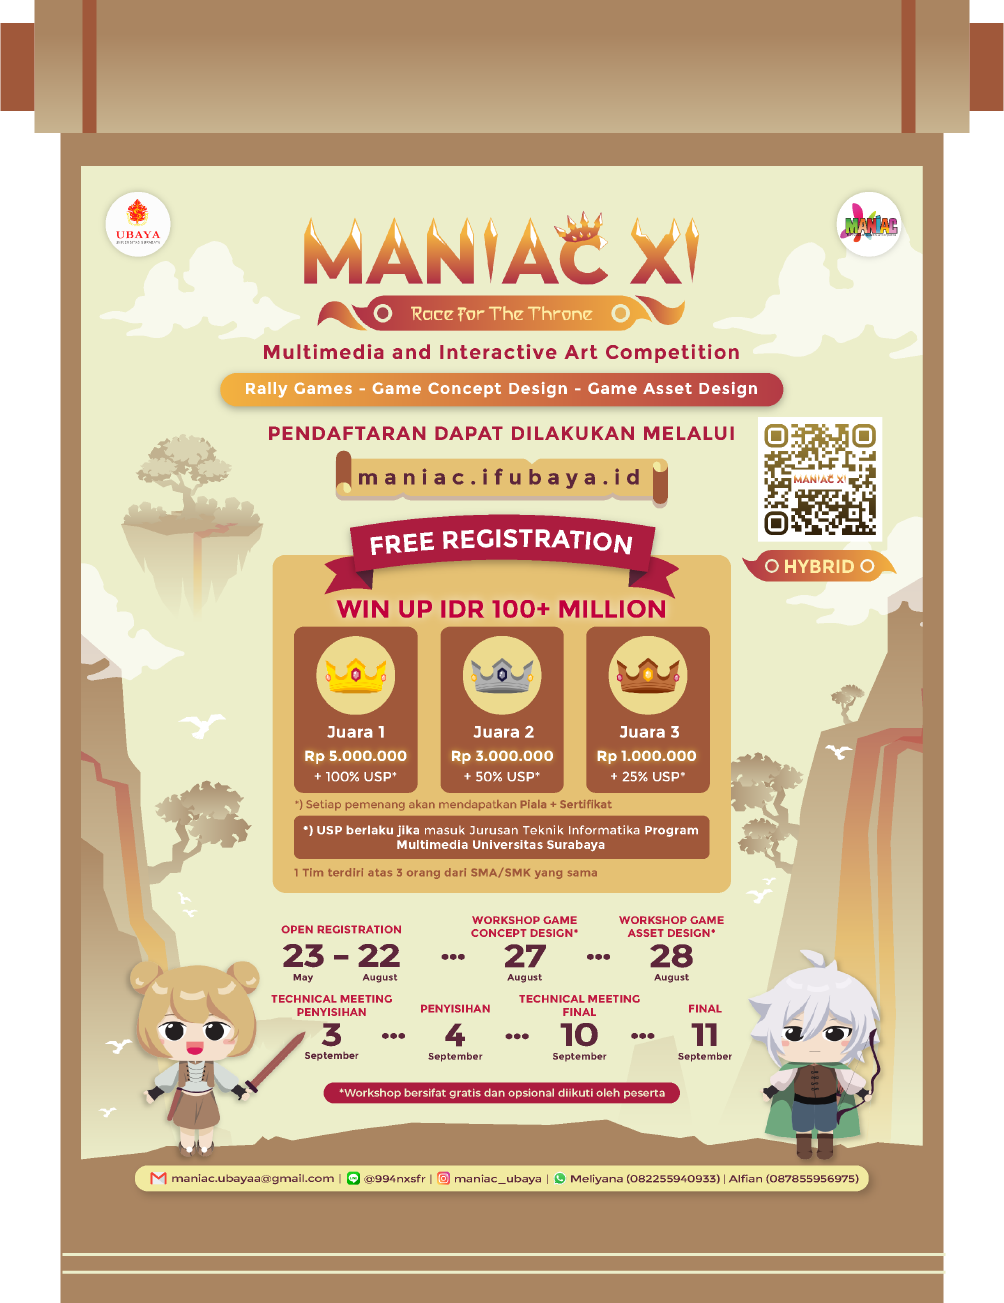 UBAYA
MANIAC
MANIAC XI
Race For The Throne
Multimedia and Interactive Art Competition
Rally Games - Game Concept Design - Game Asset Design
PENDAFTARAN DAPAT DILAKUKAN MELALUI
maniac.ifubaya.id
MANIAC XI
HYBRID
FREE REGISTRATION
WIN UP IDR 100+ MILLION
Juara 1
Rp 5.000.000
+ 100% USP*
Juara 2
Rp 3.000.000
+ 50% USP*
Juara 3
Rp 1.000.000
+ 25% USP*
*) Setiap pemenang akan mendapatkan Piala + Sertifikat
*) USP berlaku jika masuk Jurusan Teknik Informatika Program
Multimedia Universitas Surabaya
1 Tim terdiri atas 3 orang dari SMA/SMK yang sama
OPEN REGISTRATION
23 – 22
May August
WORKSHOP GAME
CONCEPT DESIGN*
27
August
WORKSHOP GAME
ASSET DESIGN*
28
August
TECHNICAL MEETING
PENYISIHAN
3
September
PENYISIHAN
4
September
TECHNICAL MEETING
FINAL
10
September
FINAL
11
September
*Workshop bersifat gratis dan opsional diikuti oleh peserta
maniac.ubayaa@gmail.com | @994nxsfr | maniac_ubaya | Meliyana (082255940933) | Alfian (087855956975)